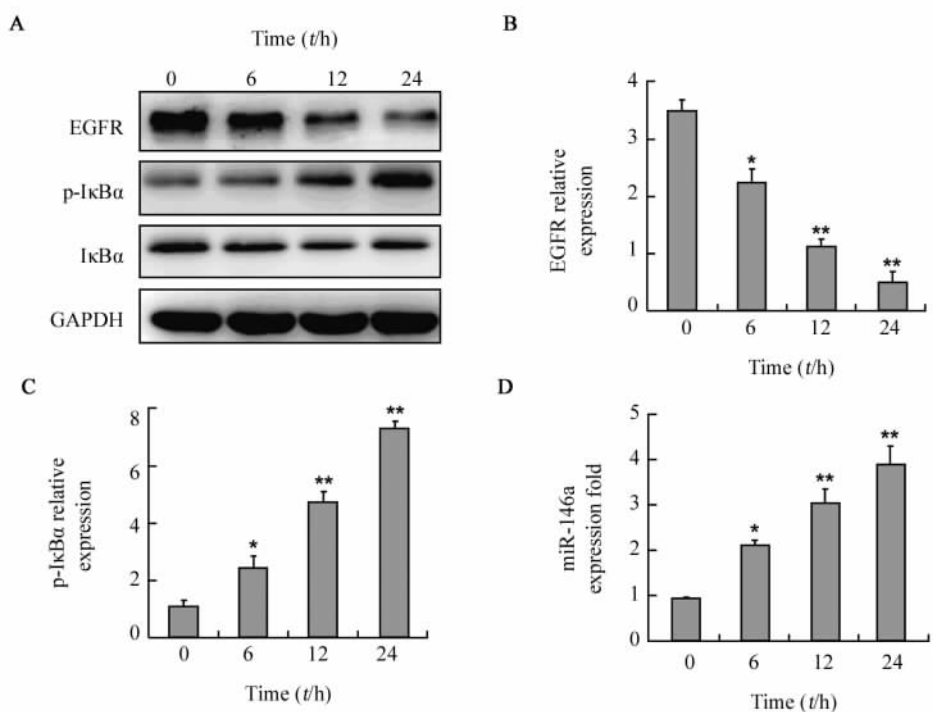 A
Time (t/h)
0 6 12 24
EGFR
p-IκBα
IκBα
GAPDH
B
EGFR relative
expression
4
3
2
1
0
*
**
**
0 6 12 24
Time (t/h)
C
p-IκBα relative
expression
8
6
4
2
0
*
**
**
0 6 12 24
Time (t/h)
D
miR-146a
expression fold
5
4
3
2
1
0
*
**
**
0 6 12 24
Time (t/h)